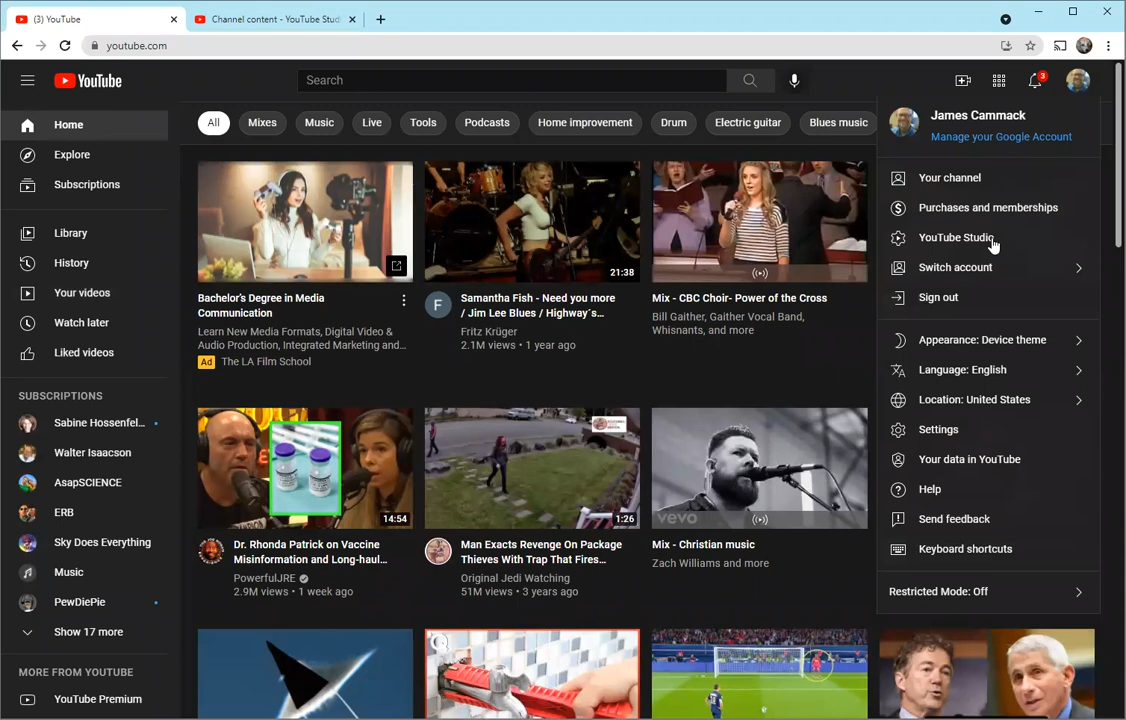 (3) YouTube
Channel content - YouTube Studi
youtube.com
YouTube
Search
3
Home
Explore
Subscriptions
Library
History
Your videos
Watch later
Liked videos
SUBSCRIPTIONS
Sabine Hossenfel...
Walter Isaacson
AsapSCIENCE
ERB
Sky Does Everything
Music
PewDiePie
Show 17 more
MORE FROM YOUTUBE
YouTube Premium
All
Mixes
Music
Live
Tools
Podcasts
Home improvement
Drum
Electric guitar
Blues music
Bachelor's Degree in Media
Communication
Learn New Media Formats, Digital Video &
Audio Production, Integrated Marketing and...
Ad The LA Film School
21:38
F
Samantha Fish - Need you more
/ Jim Lee Blues / Highway´s...
Fritz Krüger
2.1M views • 1 year ago
Mix - CBC Choir- Power of the Cross
Bill Gaither, Gaither Vocal Band,
Whisnants, and more
14:54
Dr. Rhonda Patrick on Vaccine
Misinformation and Long-haul...
PowerfulJRE
2.9M views • 1 week ago
1:26
Man Exacts Revenge On Package
Thieves With Trap That Fires...
Original Jedi Watching
51M views • 3 years ago
vevo
Mix - Christian music
Zach Williams and more
James Cammack
Manage your Google Account
Your channel
Purchases and memberships
YouTube Studio
Switch account
Sign out
Appearance: Device theme
Language: English
Location: United States
Settings
Your data in YouTube
Help
Send feedback
Keyboard shortcuts
Restricted Mode: Off